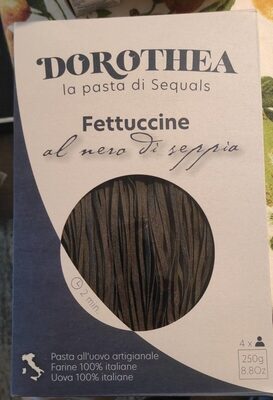 DOROTHEA
la pasta di Sequals
Fettuccine
al nero di seppia
2 min.
4 x
250g
8.8Oz
Pasta all'uovo artigianale
Farine 100% italiane
Uova 100% italiane